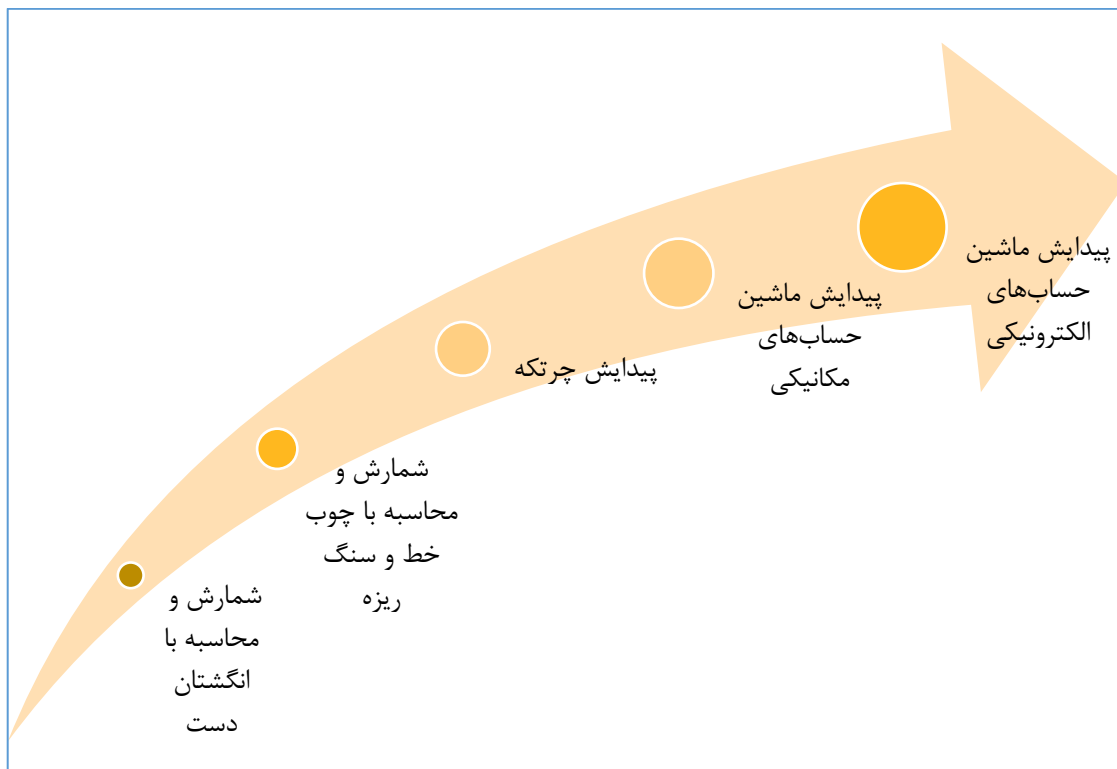 شمارش و
محاسبه با
انگشتان
دست
شمارش و
محاسبه با چوب
خط و سنگ
ریزه
پیدایش چرتکه
پیدایش ماشین
حساب‌های
مکانیکی
پیدایش ماشین
حساب‌های
الکترونیکی